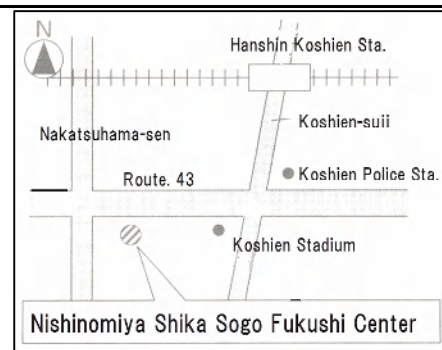 N
Hanshin Koshien Sta.
Koshien-suii
Nakatsuhama-sen
Koshien Police Sta.
Route. 43
Koshien Stadium
Nishinomiya Shika Sogo Fukushi Center